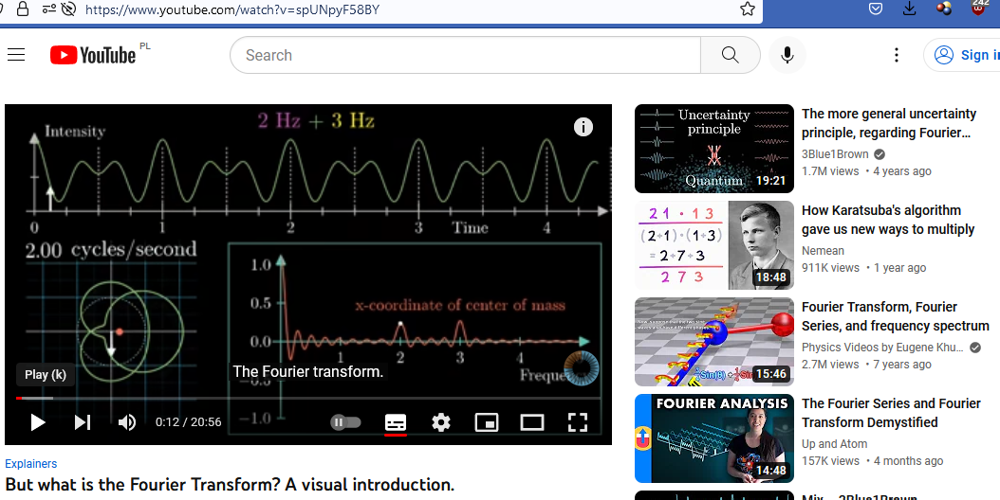 https://www.youtube.com/watch?v=spUNpyF58BY
242
YouTube PL
Search
Sign in
2 Hz + 3 Hz
Intensity
0 1 2 3 Time 4
2.00 cycles/second
1.0
0.5
x-coordinate of center of mass
0.0
1 2 3 4
The Fourier transform.
-1.0
Play (k)
0:12 / 20:56
Explainers
But what is the Fourier Transform? A visual introduction.
Uncertainty
principle
Quantum
19:21
The more general uncertainty
principle, regarding Fourier...
3Blue1Brown
1.7M views • 4 years ago
21 · 13
(2+1)·(1+3)
= 2+7+3
273
18:48
How Karatsuba's algorithm
gave us new ways to multiply
Nemean
911K views • 1 year ago
15:46
Fourier Transform, Fourier
Series, and frequency spectrum
Physics Videos by Eugene Khu...
2.7M views • 7 years ago
FOURIER ANALYSIS
14:48
The Fourier Series and Fourier
Transform Demystified
Up and Atom
157K views • 4 months ago